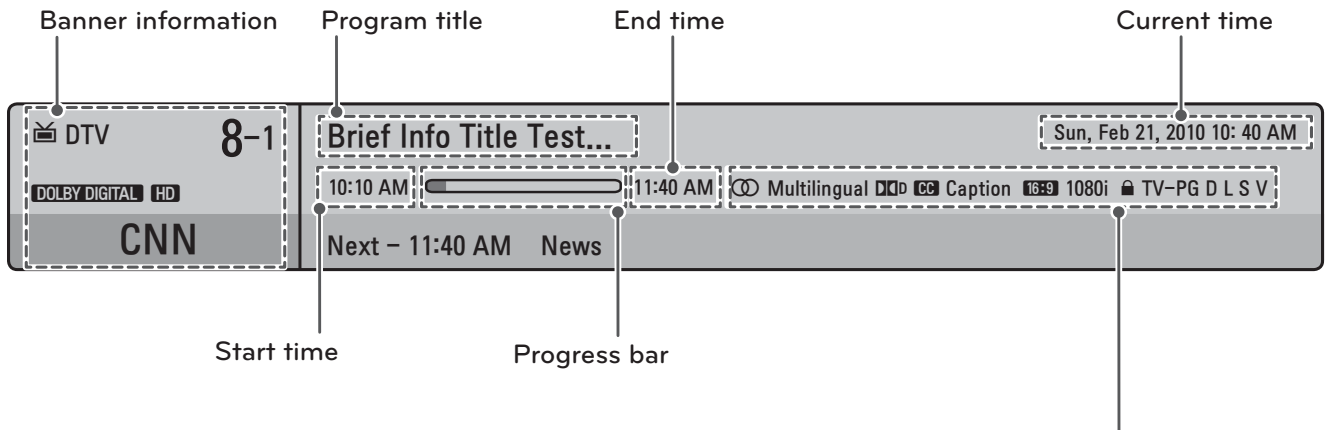 Banner information
Program title
End time
Current time
DTV 8-1
Brief Info Title Test...
Sun, Feb 21, 2010 10: 40 AM
DOLBY DIGITAL HD
10:10 AM
11:40 AM
Multilingual D CC Caption 16:9 1080i TV-PG D L S V
CNN
Next – 11:40 AM News
Start time
Progress bar